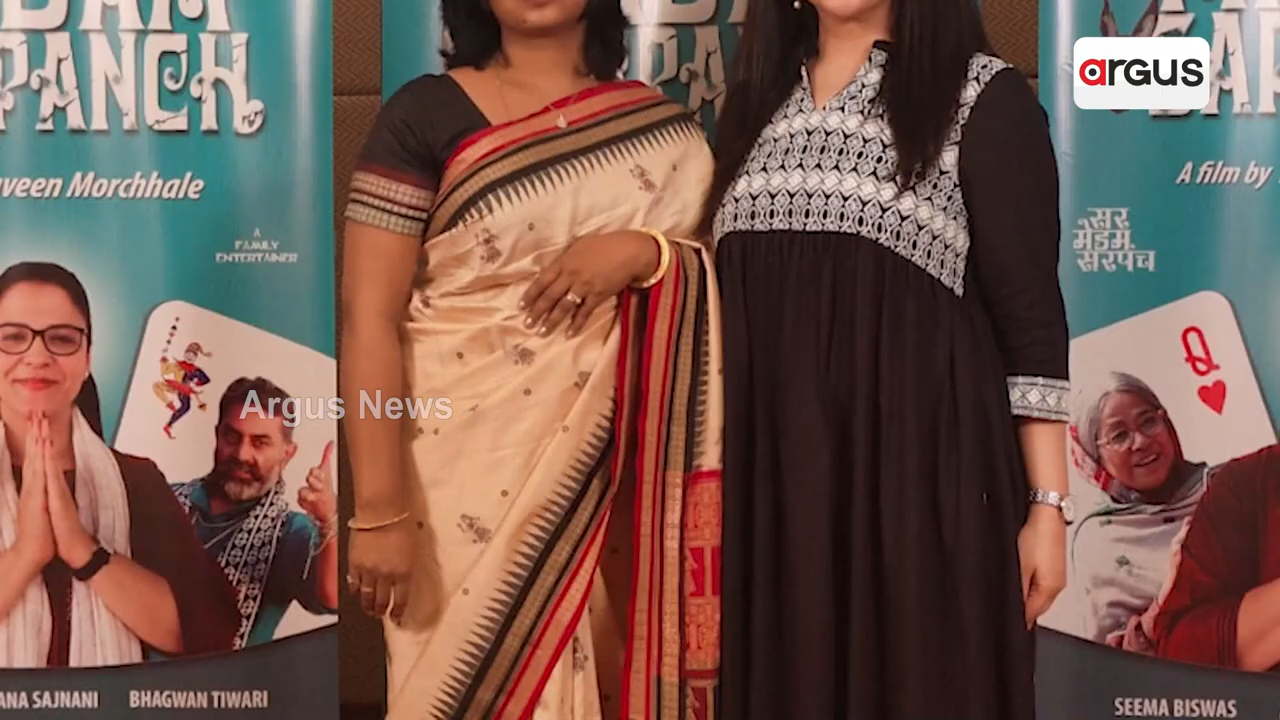 DAM
PANCH
veen Morchhale
A
FAMILY
ENTERTAINER
ANA SAJNANI
BHAGWAN TIWARI
Argus News
argus
A film by
सर
मैडम
सरपंच
Q
SEEMA BISWAS